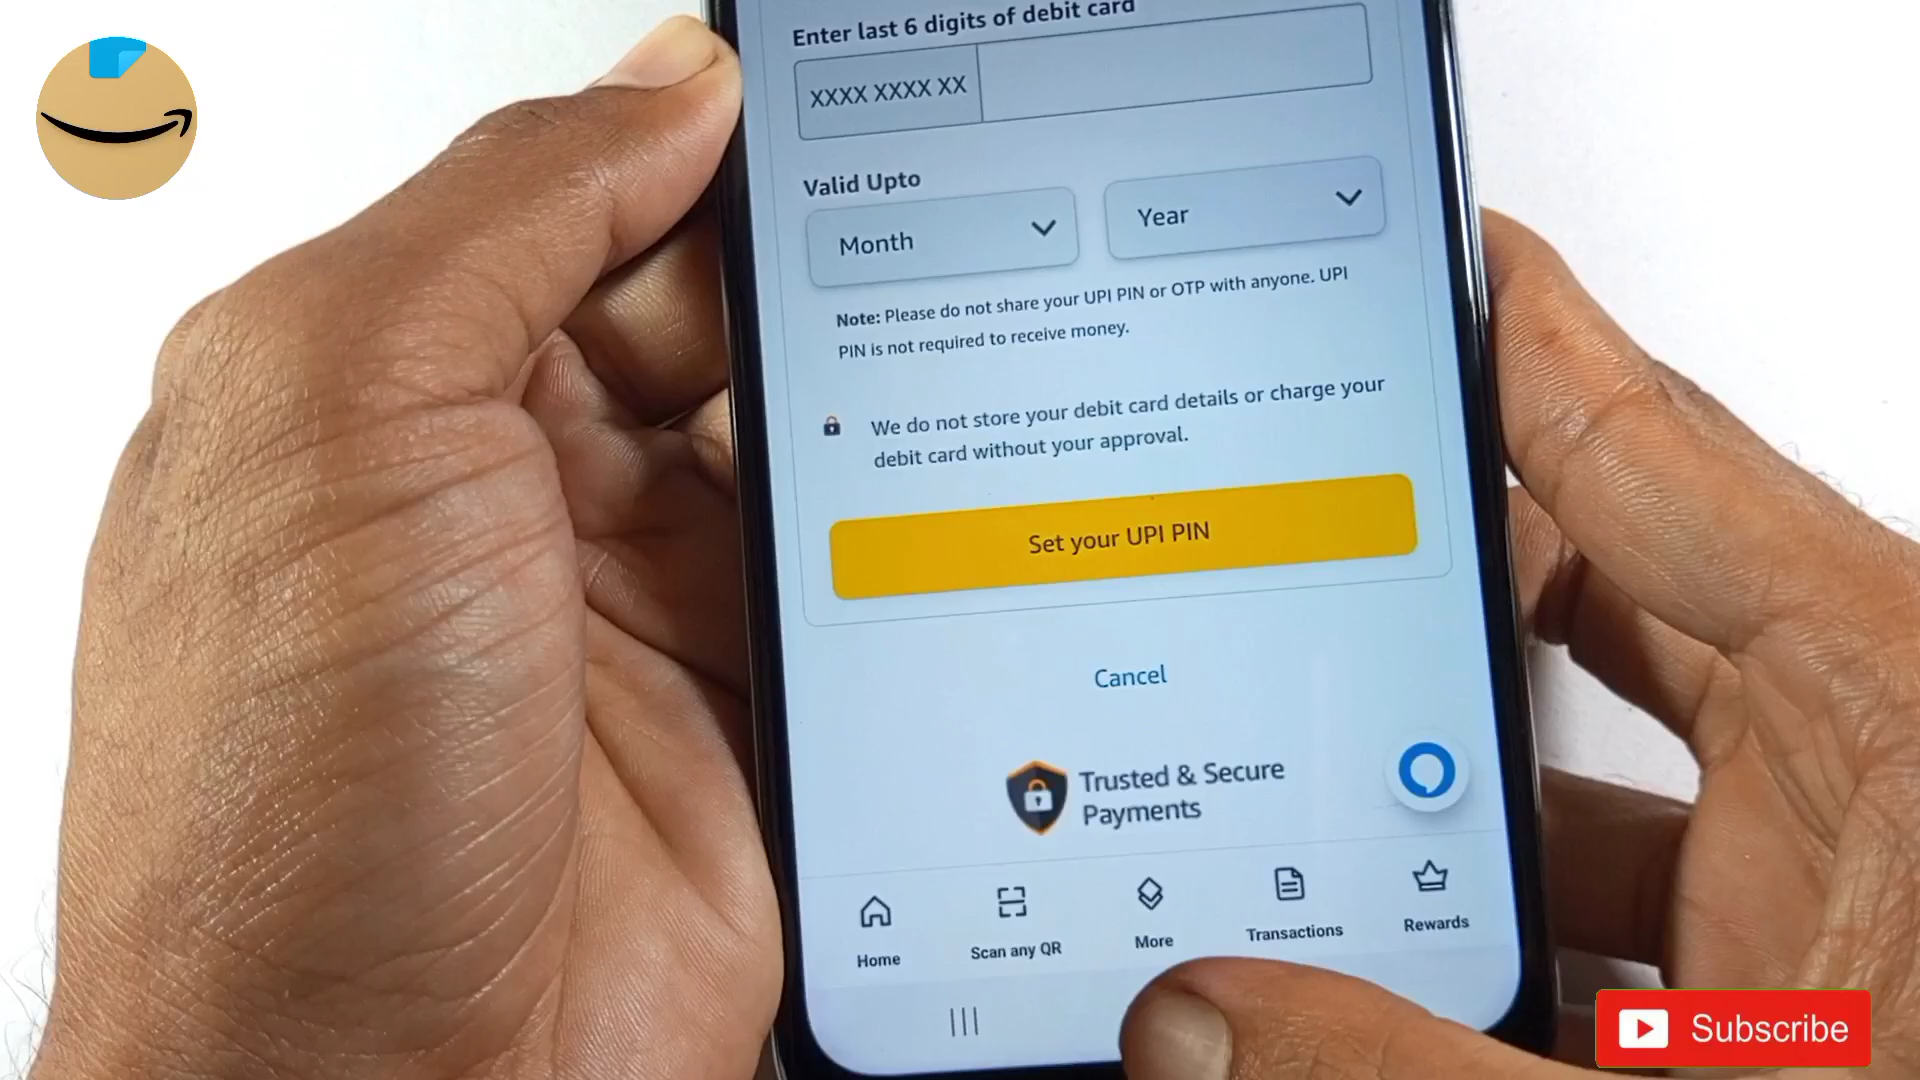 Enter last 6 digits of debit card
XXXX XXXX XX
Valid Upto
Month
Year
Note: Please do not share your UPI PIN or OTP with anyone. UPI
PIN is not required to receive money.
We do not store your debit card details or charge your
debit card without your approval.
Set your UPI PIN
Cancel
Trusted & Secure
Payments
Home
Scan any QR
More
Transactions
Rewards
Subscribe